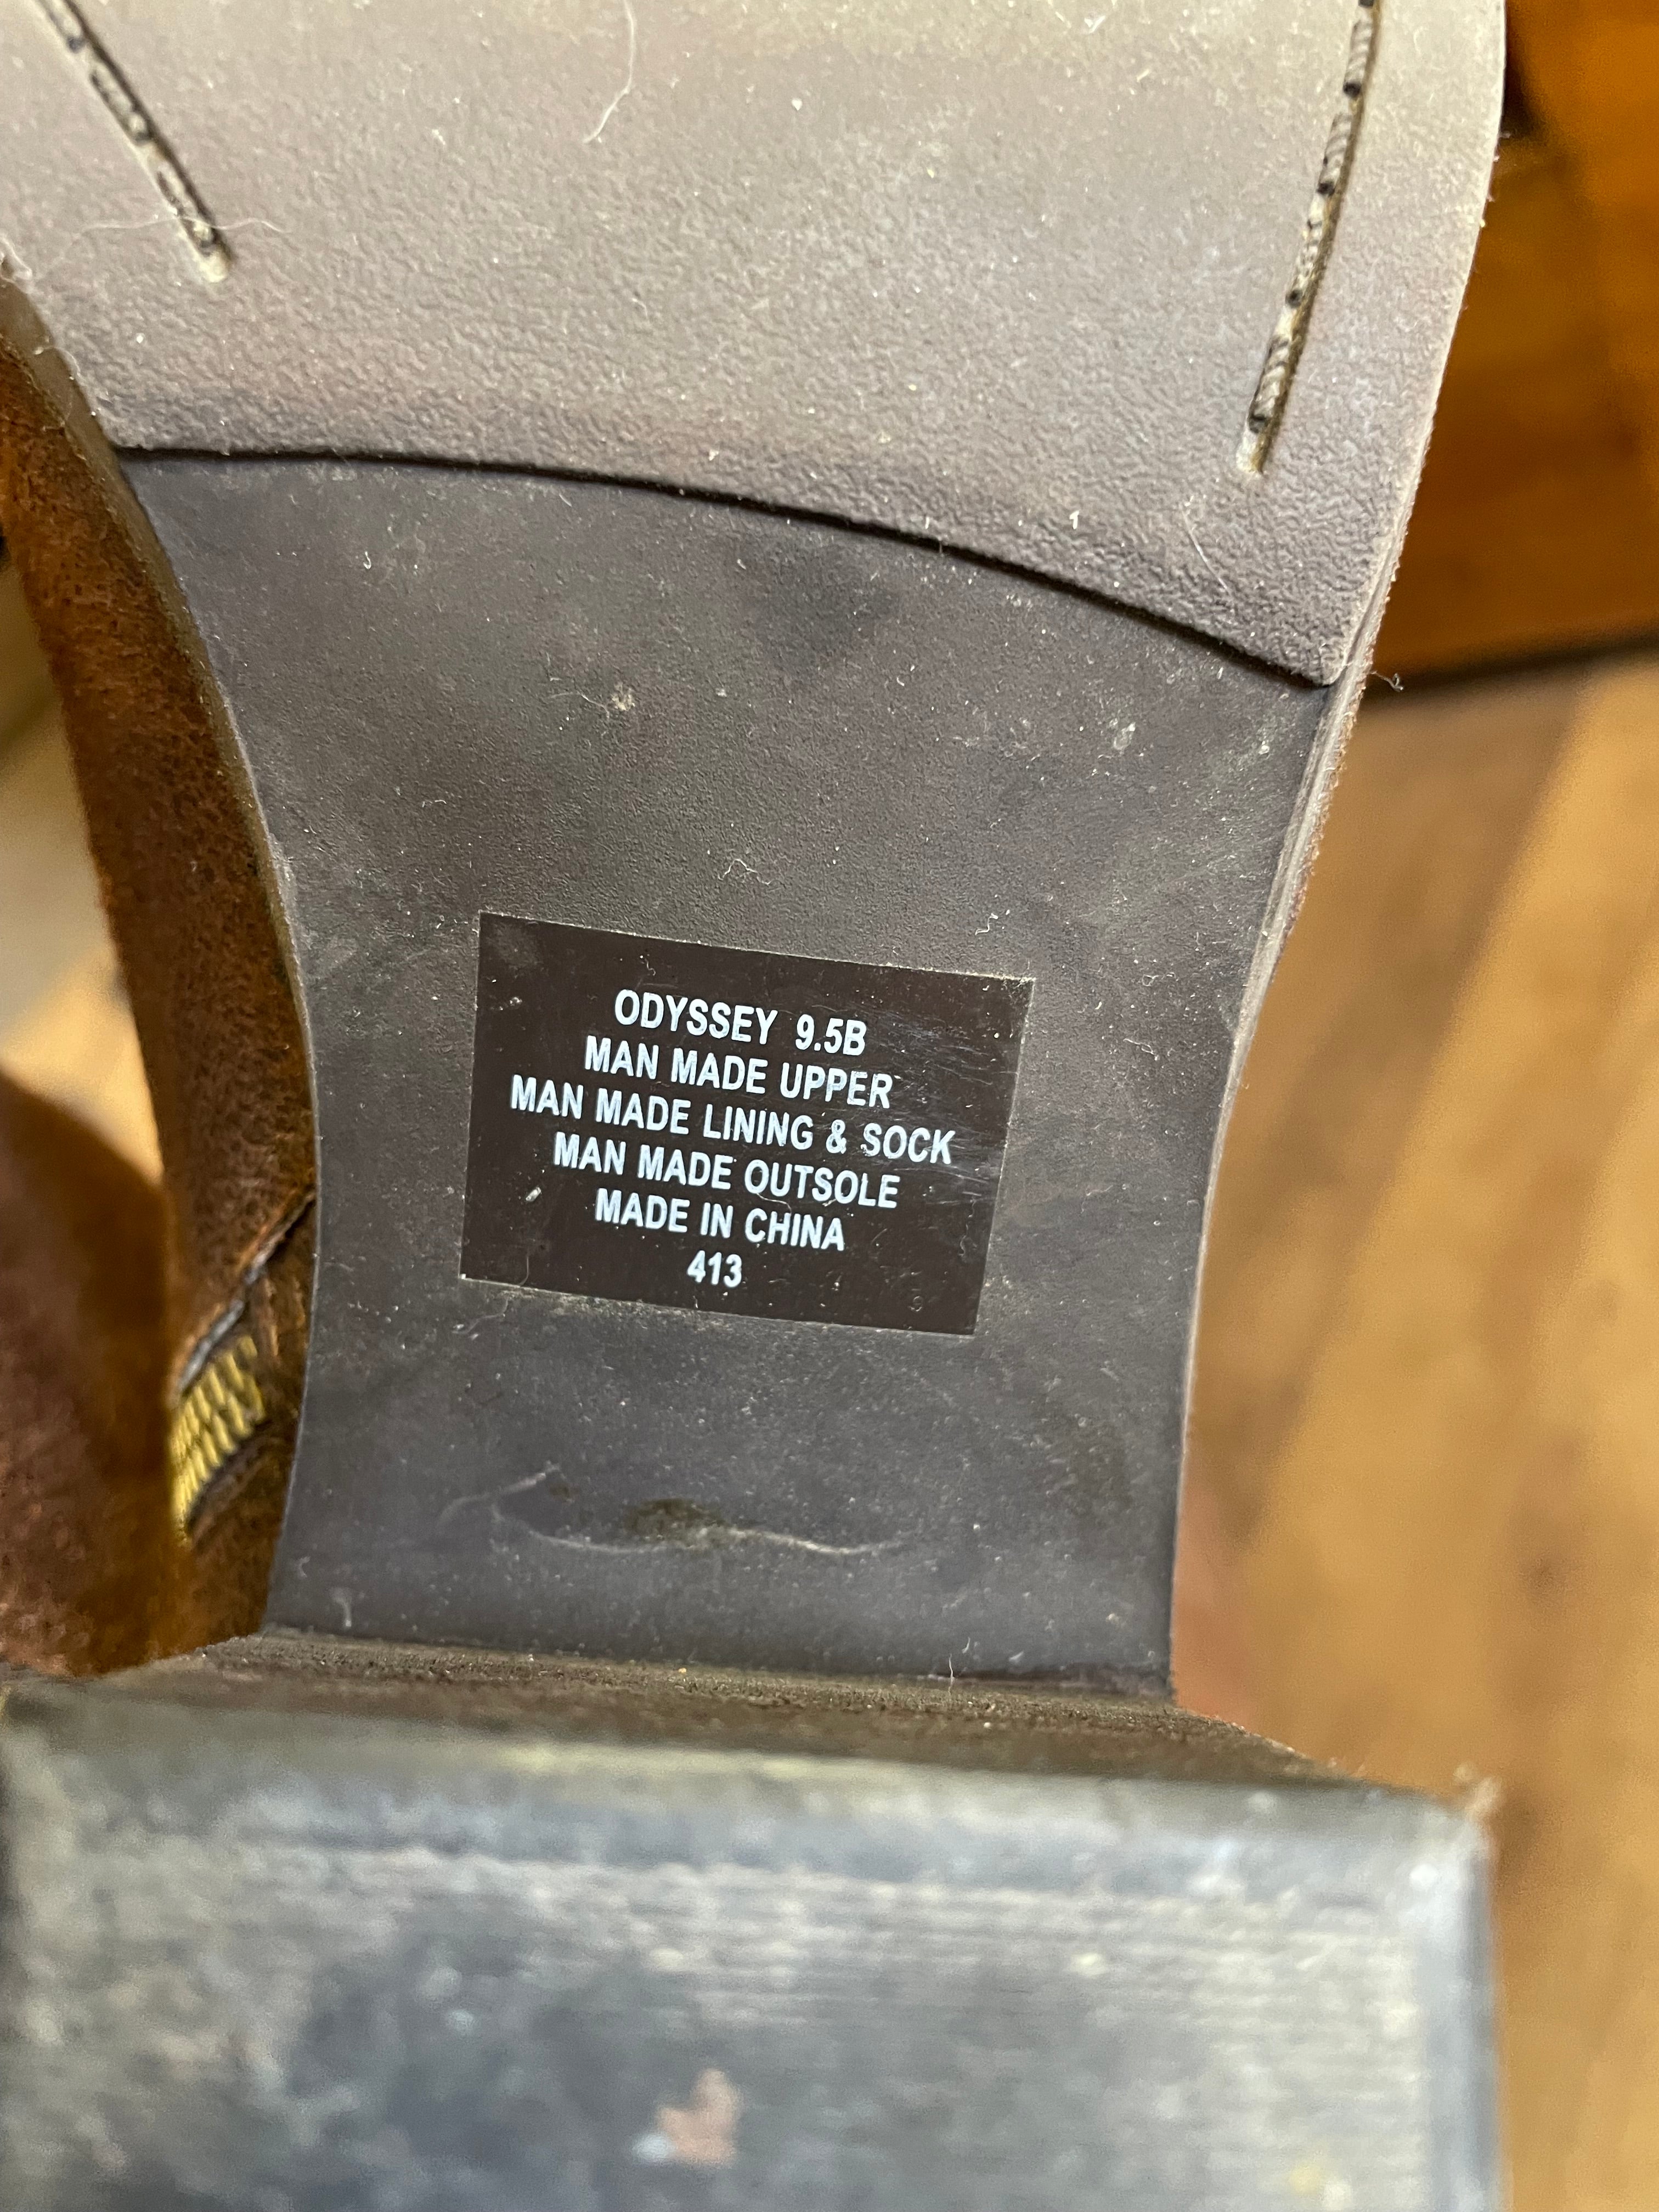 ODYSSEY 9.5B
MAN MADE UPPER
MAN MADE LINING & SOCK
MAN MADE OUTSOLE
MADE IN CHINA
413